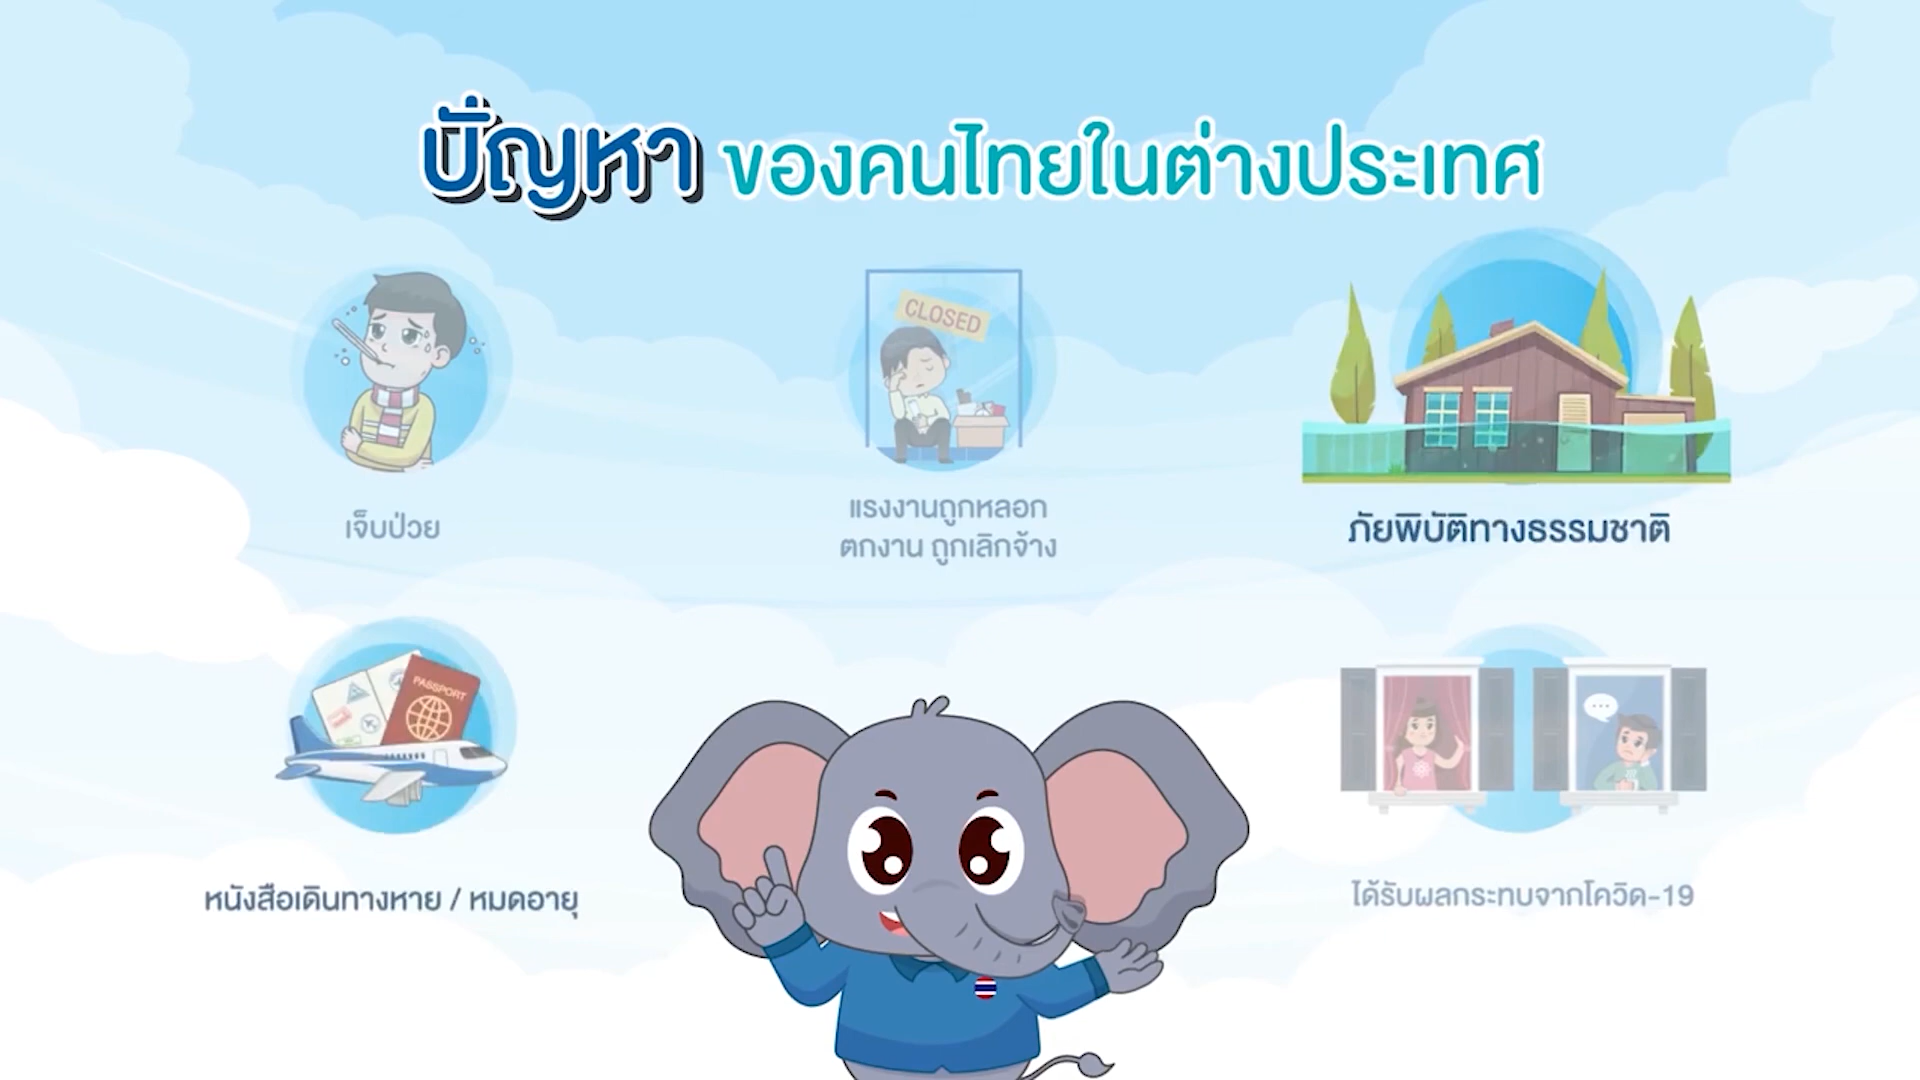 ปัญหา ของคนไทยในต่างประเทศ
CLOSED
เจ็บป่วย
แรงงานถูกหลอก
ตกงาน ถูกเลิกจ้าง
ภัยพิบัติทางธรรมชาติ
PASSPORT
หนังสือเดินทางหาย / หมดอายุ
ได้รับผลกระทบจากโควิด-19